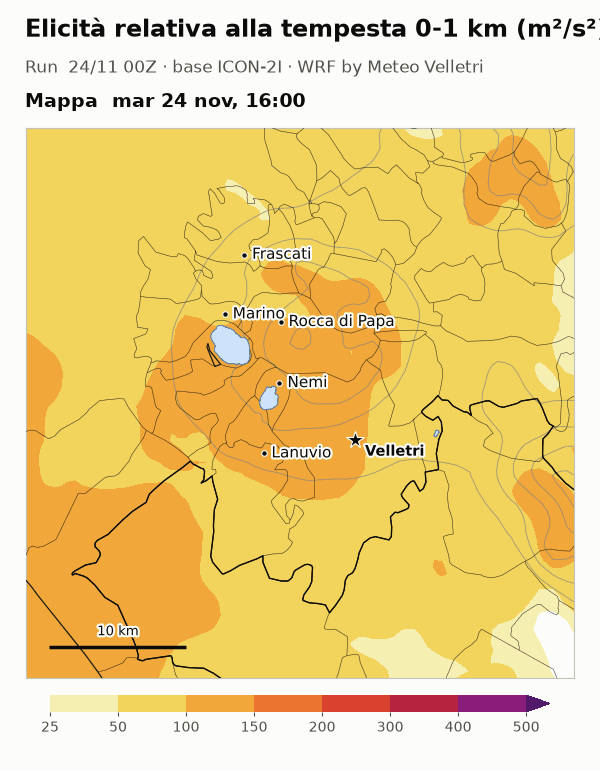 Elicità relativa alla tempesta 0-1 km (m²/s²)
Run 24/11 00Z · base ICON-2I · WRF by Meteo Velletri
Mappa mar 24 nov, 16:00
Frascati
Marino
Rocca di Papa
Nemi
Velletri
Lanuvio
10 km
25 50 100 150 200 300 400 500